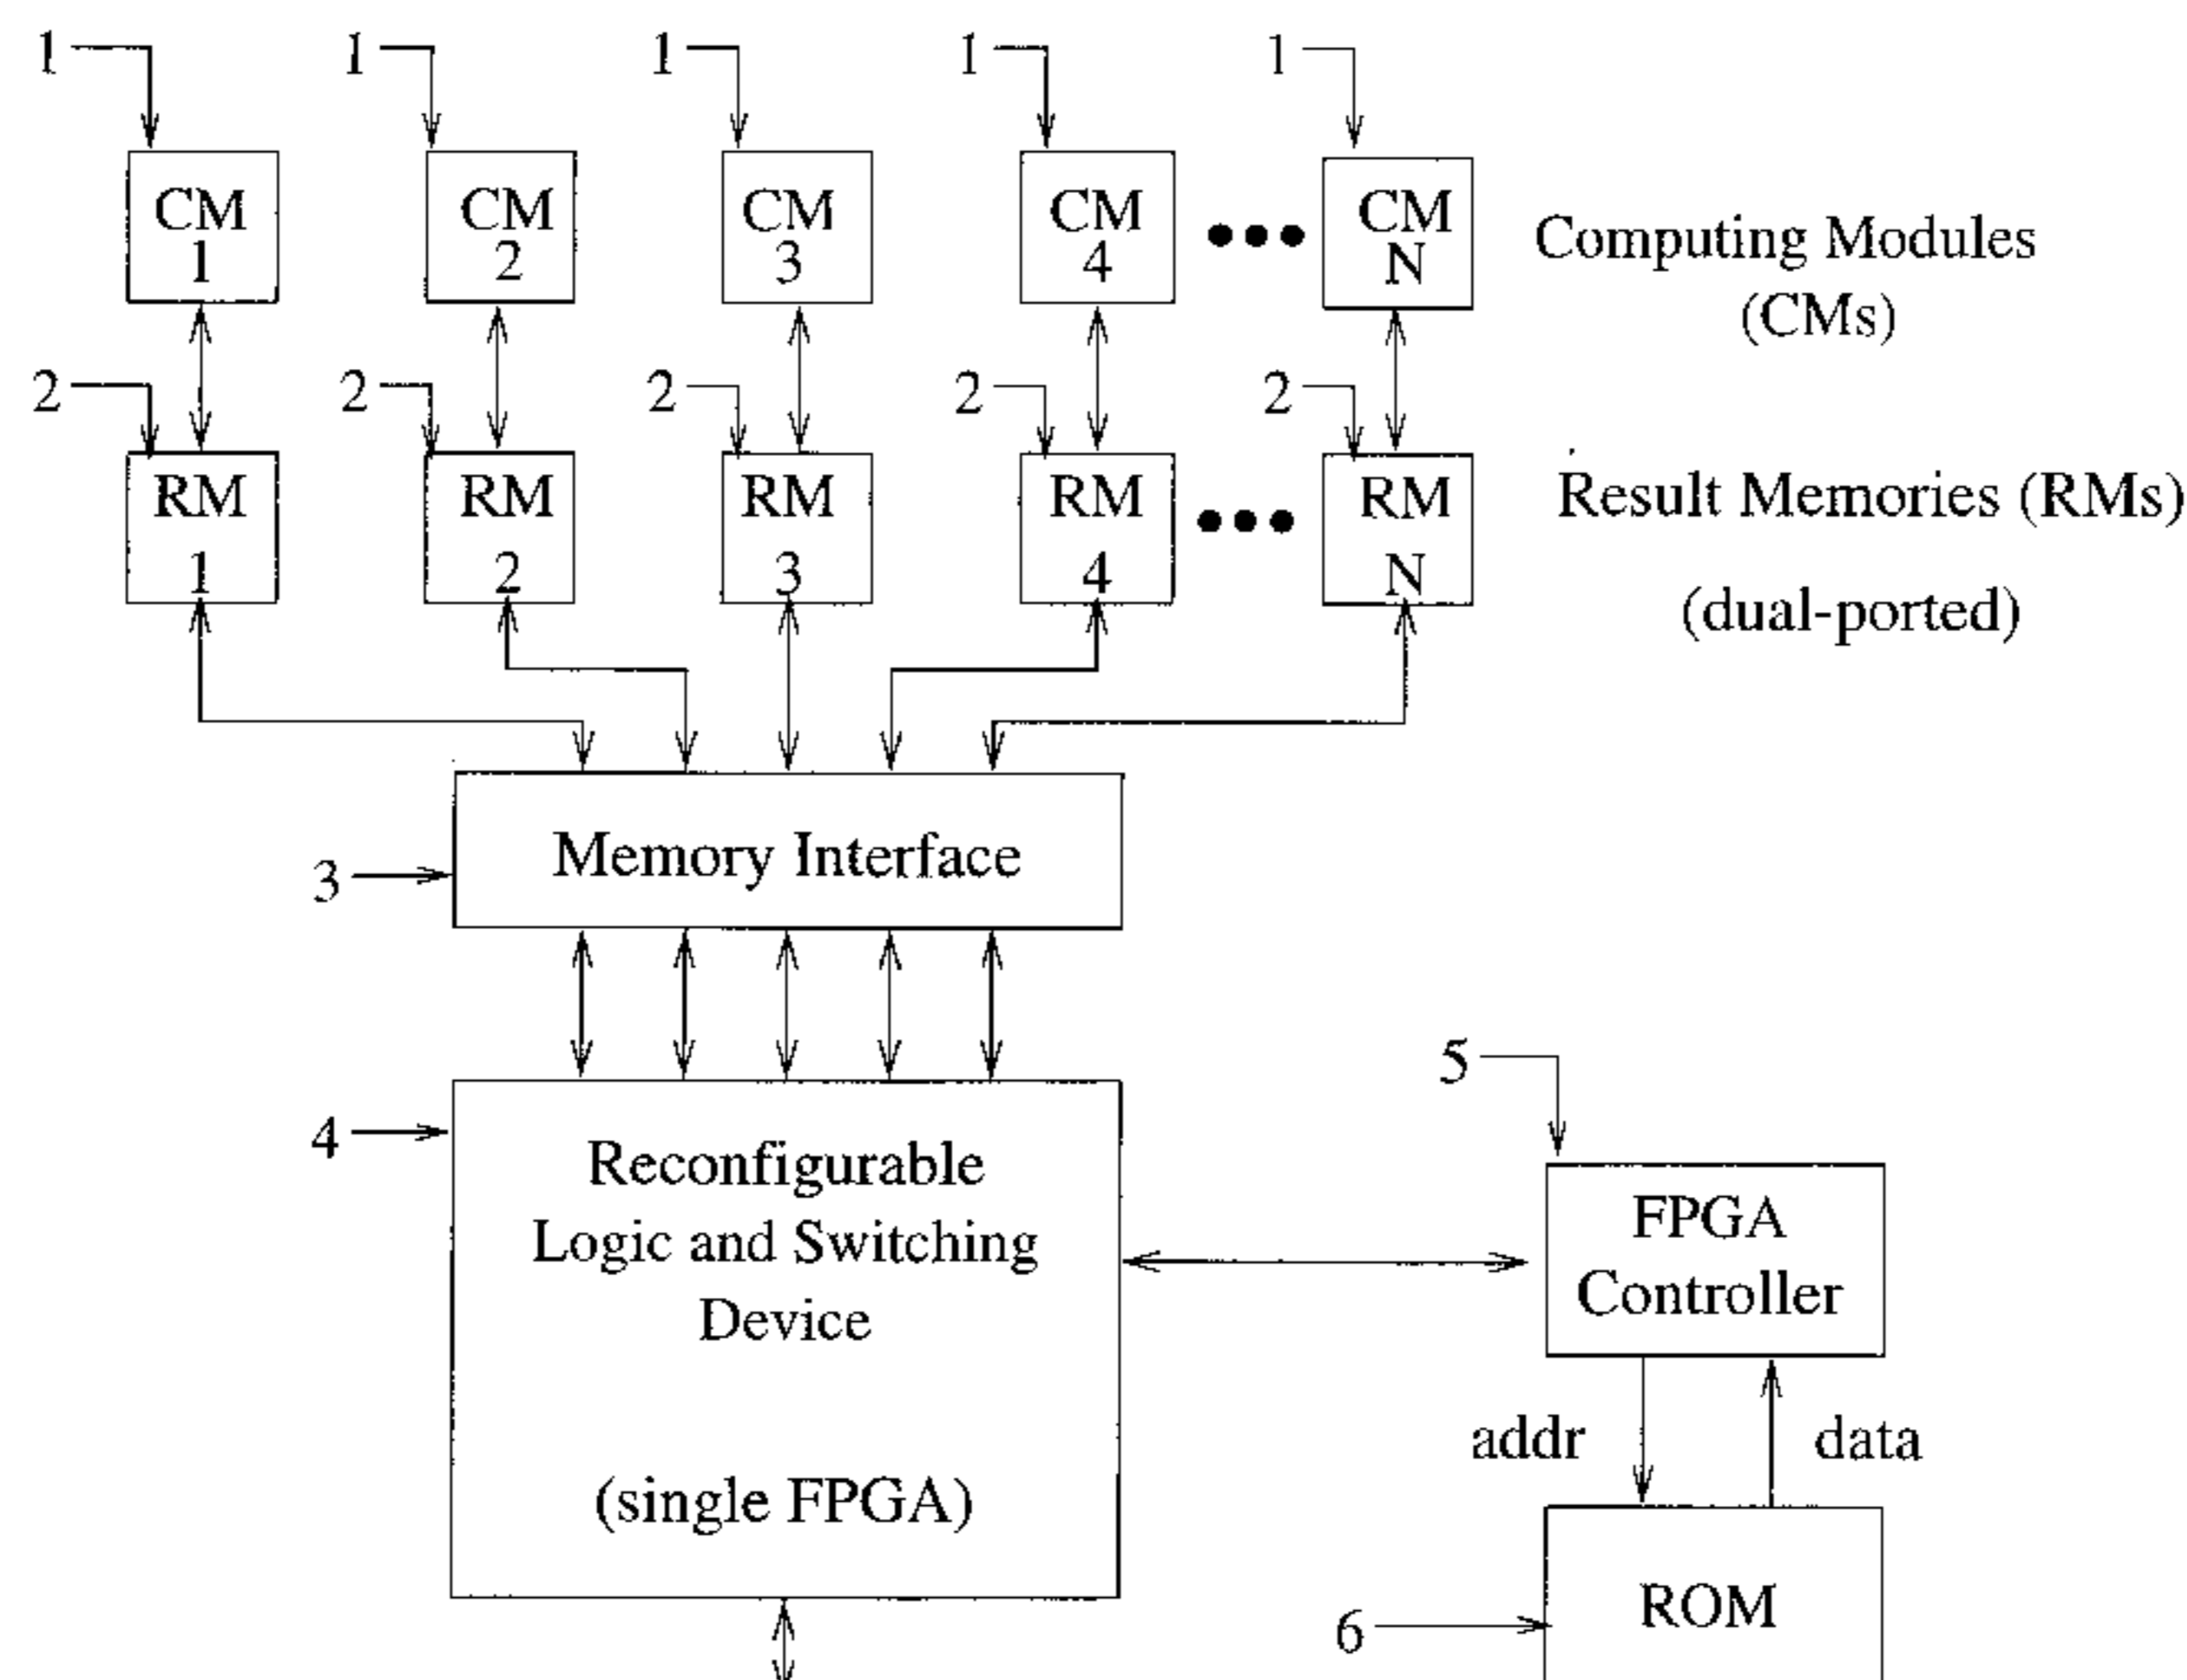 1 1 1 1 1
CM CM CM CM CM
1 2 3 4 N
Computing Modules
(CMs)
2 2 2 2 2
RM RM RM RM RM
1 2 3 4 N
Result Memories (RMs)
(dual-ported)
3
Memory Interface
4
Reconfigurable
Logic and Switching
Device
(single FPGA)
5
FPGA
Controller
addr data
6
ROM